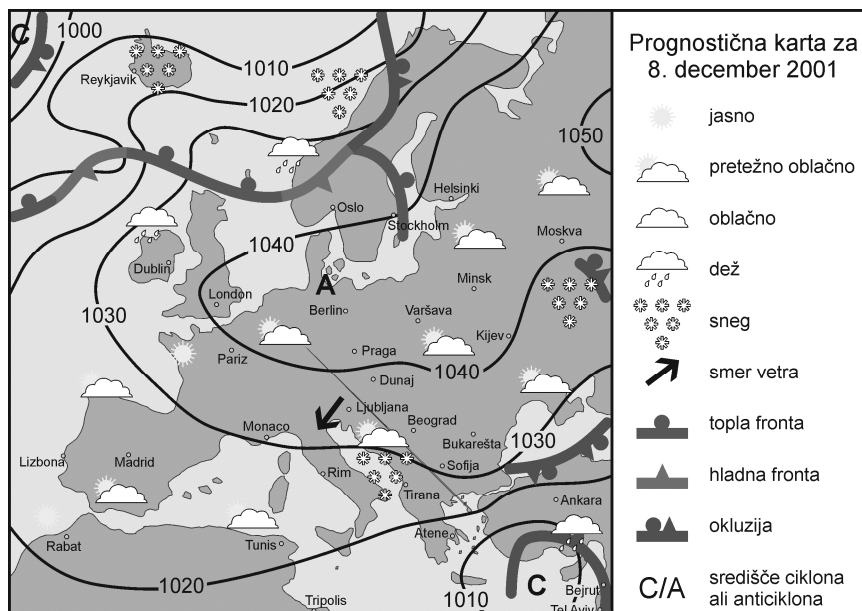 C
1000
Reykjavik
1010
1020
1050
Helsinki
Oslo
Stockholm
Moskva
1040
Dublin
A
Minsk
London
1030
Berlin
Varšava
Kijev
Pariz
Praga
1040
Dunaj
Ljubljana
Monaco
Beograd
Bukarešta
1030
Lizbona
Madrid
Rim
Sofija
Tirana
Ankara
Rabat
Tunis
Atene
1020
C
Bejrut
Tripolis
1010
Tel Aviv
Prognostična karta za
8. december 2001
jasno
pretežno oblačno
oblačno
dež
sneg
smer vetra
topla fronta
hladna fronta
okluzija
C/A
središče ciklona
ali anticiklona